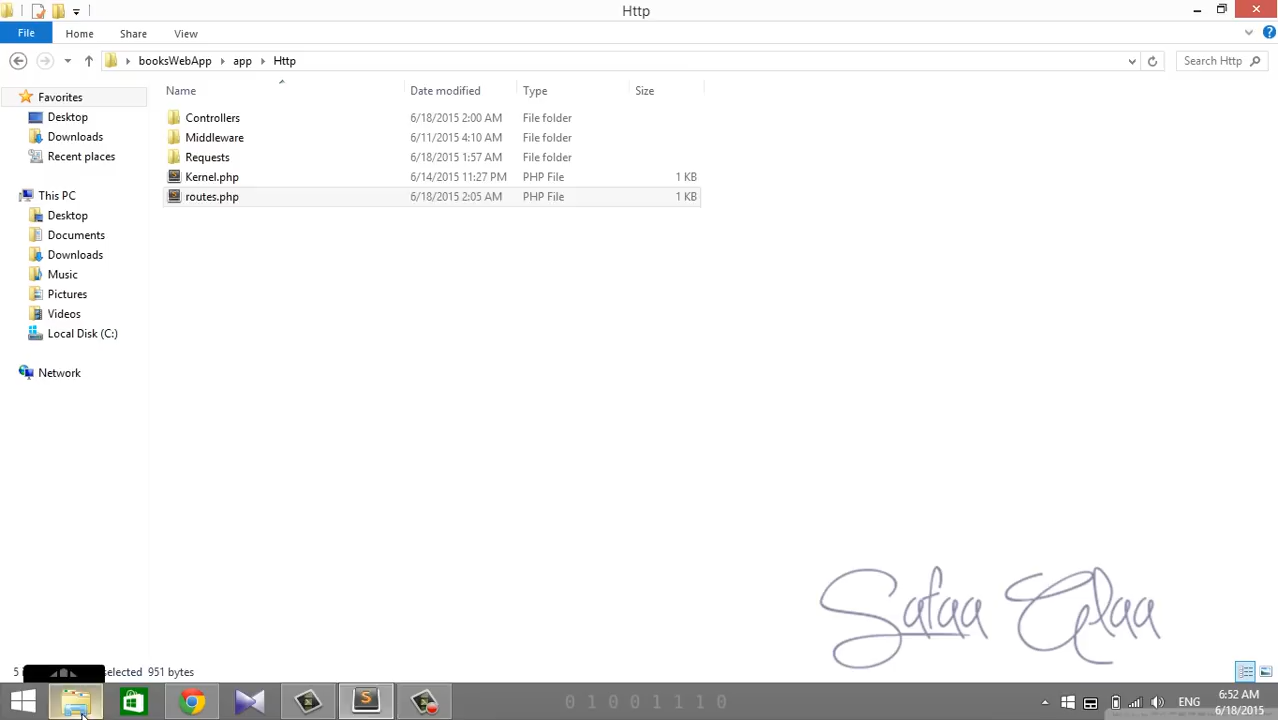 Http
File Home Share View
booksWebApp app Http Search Http
Name Date modified Type Size
Favorites
Desktop
Downloads
Recent places
This PC
Desktop
Documents
Downloads
Music
Pictures
Videos
Local Disk (C:)
Network
Controllers 6/18/2015 2:00 AM File folder
Middleware 6/11/2015 4:10 AM File folder
Requests 6/18/2015 1:57 AM File folder
Kernel.php 6/14/2015 11:27 PM PHP File 1 KB
routes.php 6/18/2015 2:05 AM PHP File 1 KB
Safaa Alaa
5 selected 951 bytes
0 1 0 0 1 1 1 0
ENG
6:52 AM
6/18/2015